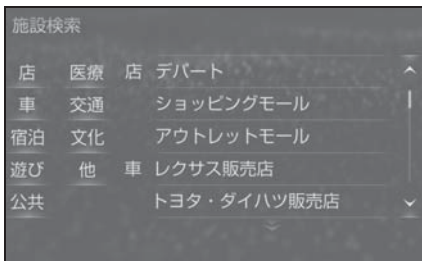 施設検索
店 医療 店 デパート
車 交通 ショッピングモール
宿泊 文化 アウトレットモール
遊び 他 車 レクサス販売店
公共 トヨタ・ダイハツ販売店